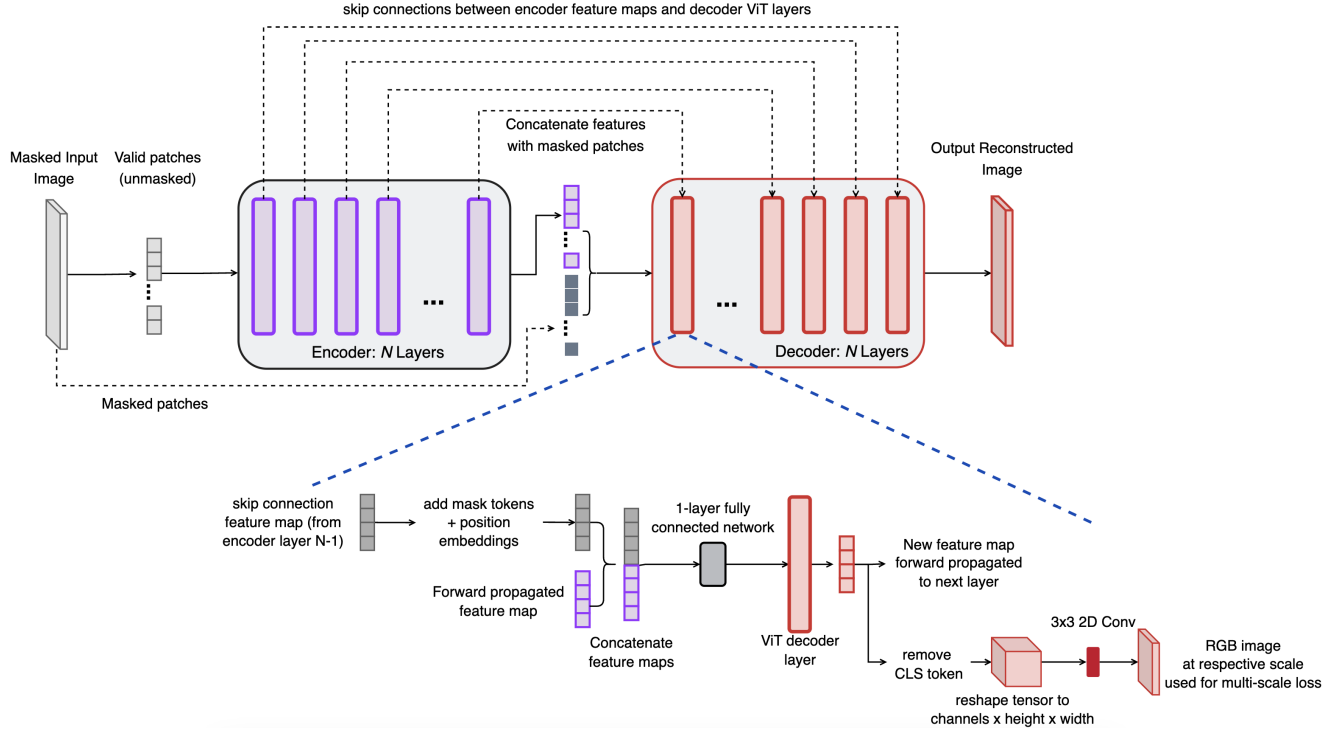 skip connections between encoder feature maps and decoder ViT layers
Concatenate features
with masked patches
Masked Input
Image
Valid patches
(unmasked)
Output Reconstructed
Image
...
...
Encoder: N Layers
Decoder: N Layers
Masked patches
skip connection
feature map (from
encoder layer N-1)
add mask tokens
+ position
embeddings
1-layer fully
connected network
New feature map
forward propagated
to next layer
Forward propagated
feature map
Concatenate
feature maps
ViT decoder
layer
remove
CLS token
3x3 2D Conv
RGB image
at respective scale
used for multi-scale loss
reshape tensor to
channels x height x width